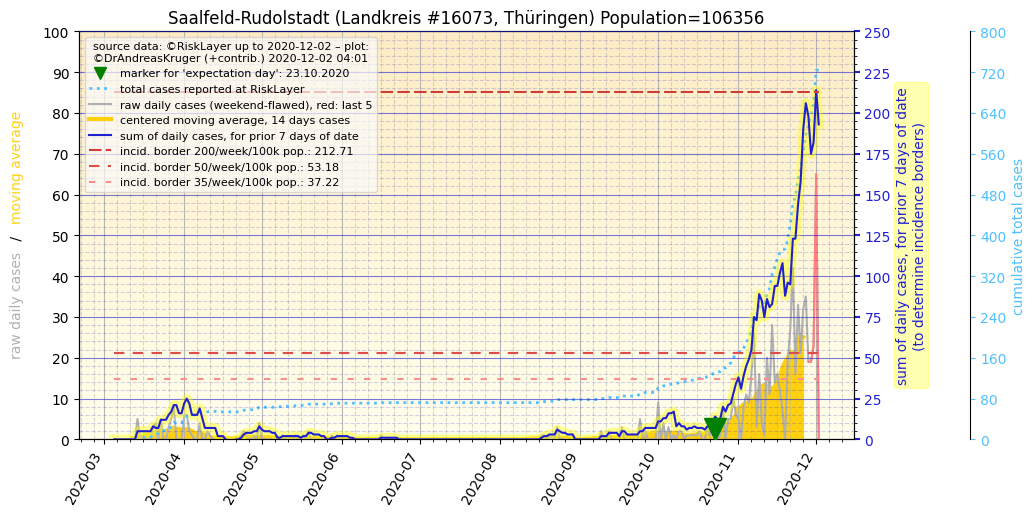 Saalfeld-Rudolstadt (Landkreis #16073, Thüringen) Population=106356
source data: ©RiskLayer up to 2020-12-02 – plot:
©DrAndreasKruger (+contrib.) 2020-12-02 04:01
marker for 'expectation day': 23.10.2020
total cases reported at RiskLayer
raw daily cases (weekend-flawed), red: last 5
centered moving average, 14 days cases
sum of daily cases, for prior 7 days of date
incid. border 200/week/100k pop.: 212.71
incid. border 50/week/100k pop.: 53.18
incid. border 35/week/100k pop.: 37.22
raw daily cases / moving average
100
90
80
70
60
50
40
30
20
10
0
2020-03
2020-04
2020-05
2020-06
2020-07
2020-08
2020-09
2020-10
2020-11
2020-12
250
225
200
175
150
125
100
75
50
25
0
sum of daily cases, for prior 7 days of date
(to determine incidence borders)
800
720
640
560
480
400
320
240
160
80
0
cumulative total cases